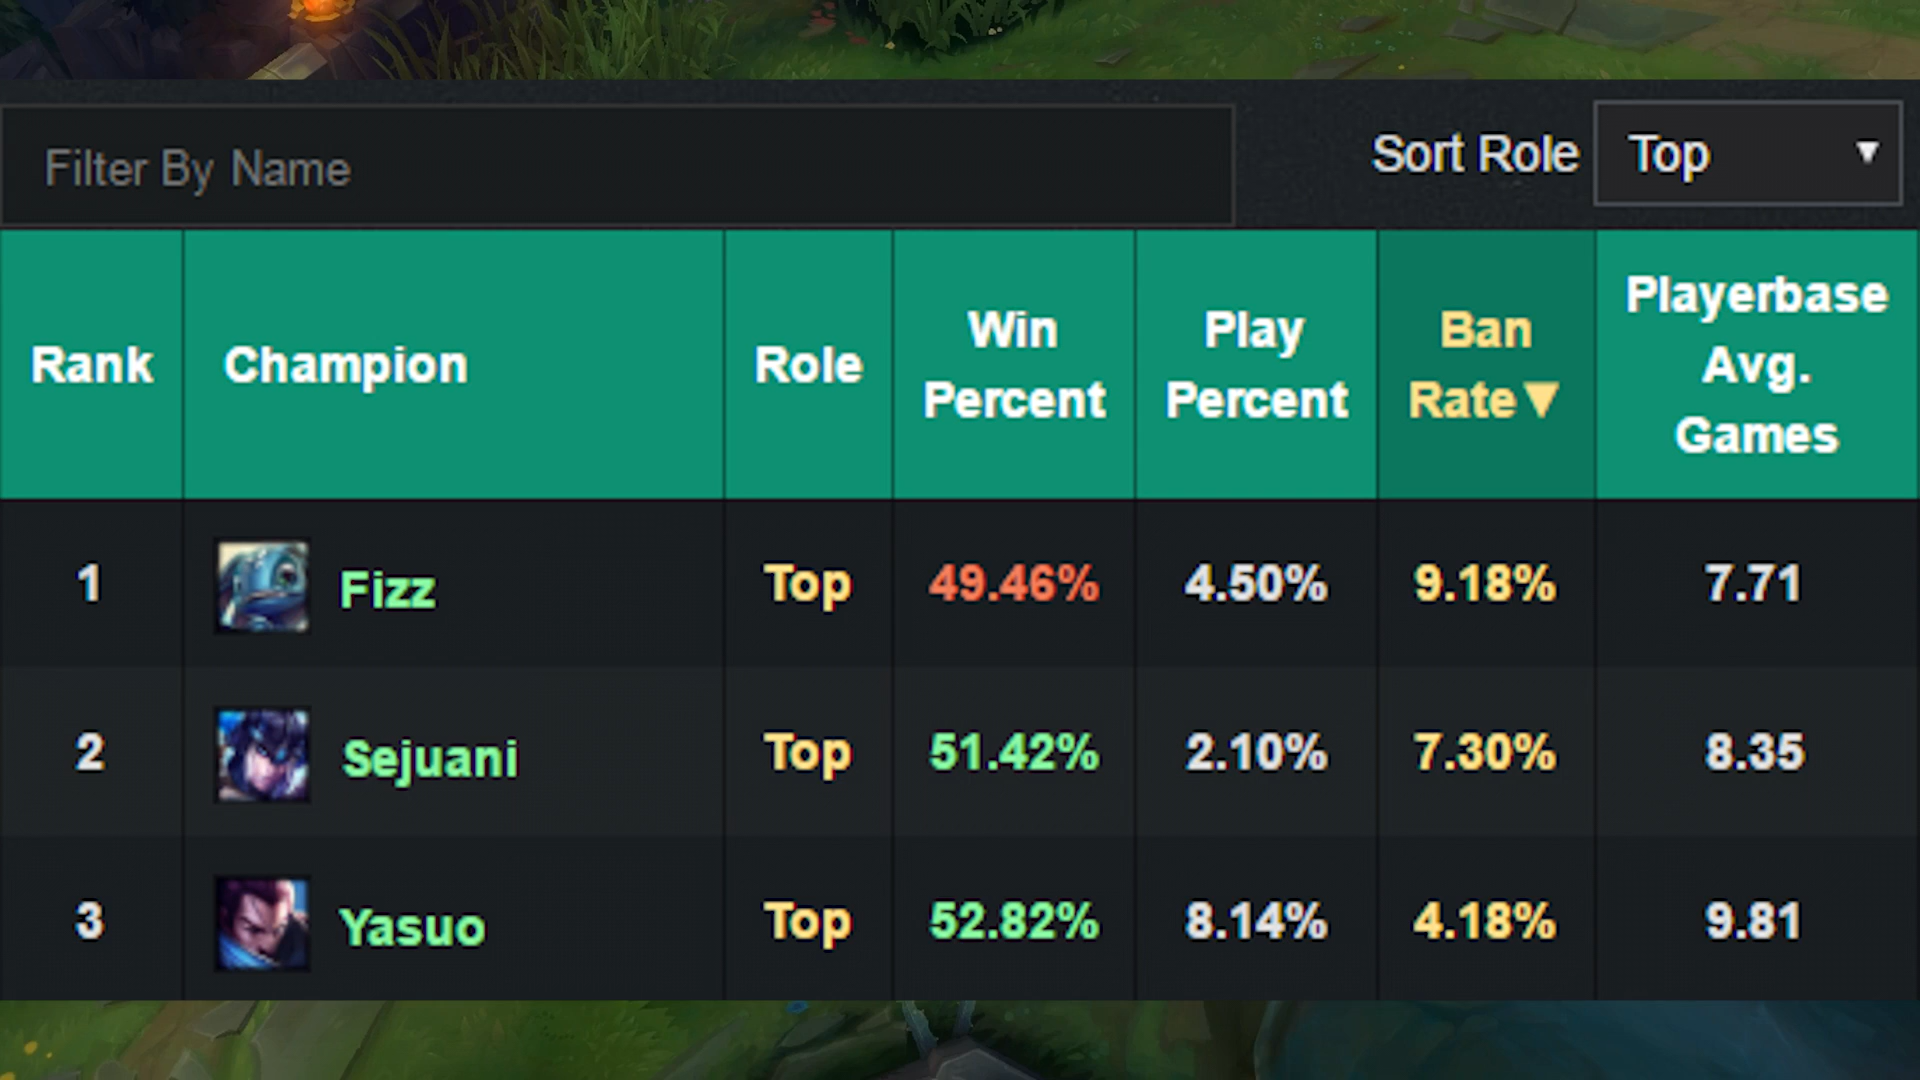 Filter By Name
Sort Role Top ▼
Rank Champion Role Win Percent Play Percent Ban Rate▼ Playerbase Avg. Games
1 Fizz Top 49.46% 4.50% 9.18% 7.71
2 Sejuani Top 51.42% 2.10% 7.30% 8.35
3 Yasuo Top 52.82% 8.14% 4.18% 9.81